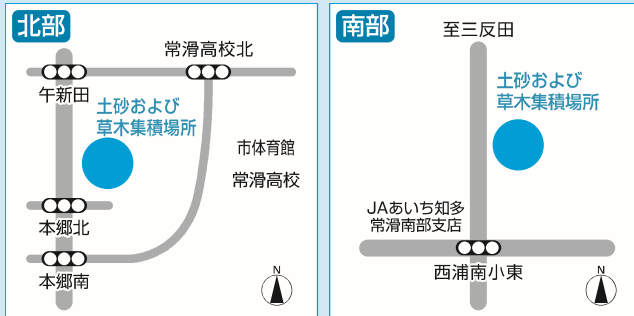 北部
常滑高校北
午新田
土砂および
草木集積場所
市体育館
常滑高校
本郷北
本郷南
N
南部
至三反田
土砂および
草木集積場所
JAあいち知多
常滑南部支店
西浦南小東
N